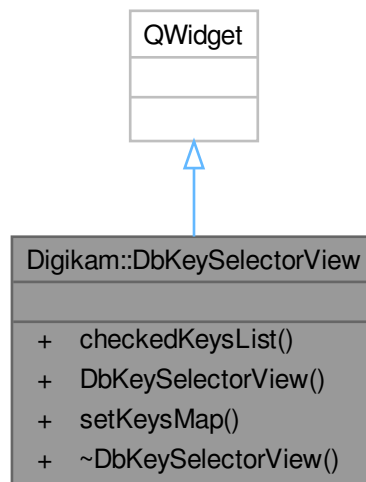 QWidget
Digikam::DbKeySelectorView
+ checkedKeysList()
+ DbKeySelectorView()
+ setKeysMap()
+ ~DbKeySelectorView()